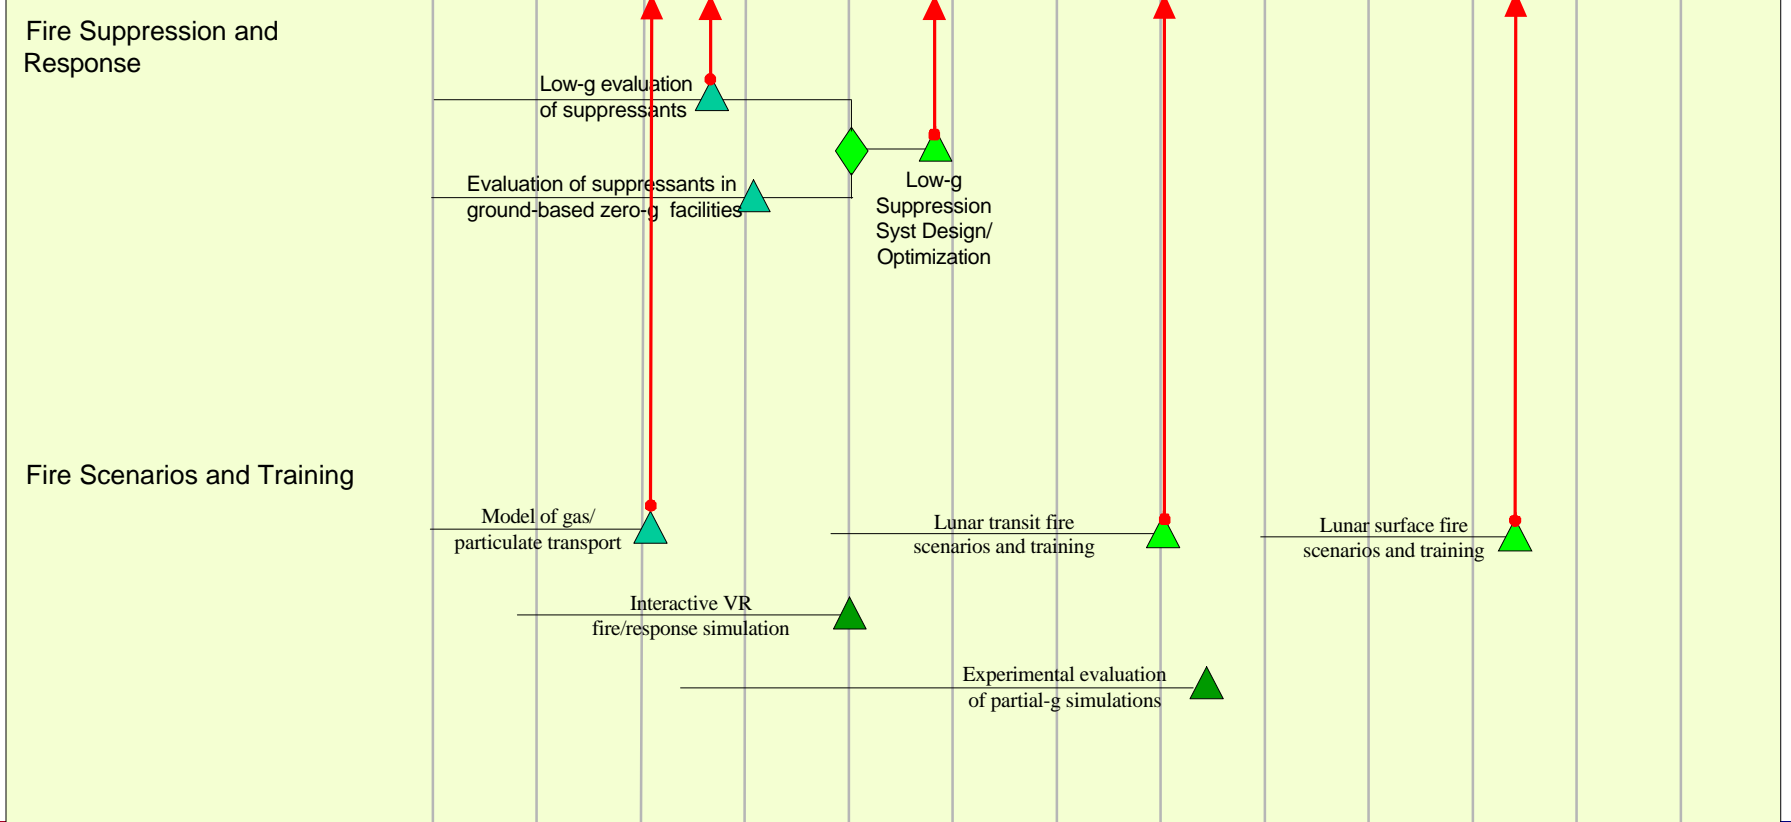 Fire Suppression and
Response
Low-g evaluation
of suppressants
Evaluation of suppressants in
ground-based zero-g facilities
Low-g
Suppression
Syst Design/
Optimization
Fire Scenarios and Training
Model of gas/
particulate transport
Lunar transit fire
scenarios and training
Lunar surface fire
scenarios and training
Interactive VR
fire/response simulation
Experimental evaluation
of partial-g simulations